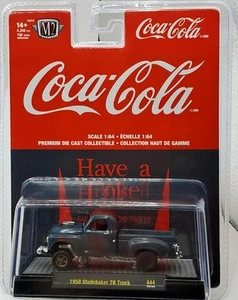 M2
14+
Coca-Cola
Coca-Cola
SCALE 1:64 • ÉCHELLE 1:64
PREMIUM DIE CAST COLLECTIBLE • COLLECTION HAUT DE GAMME
Have a
1950 Studebaker 2R Truck
A44